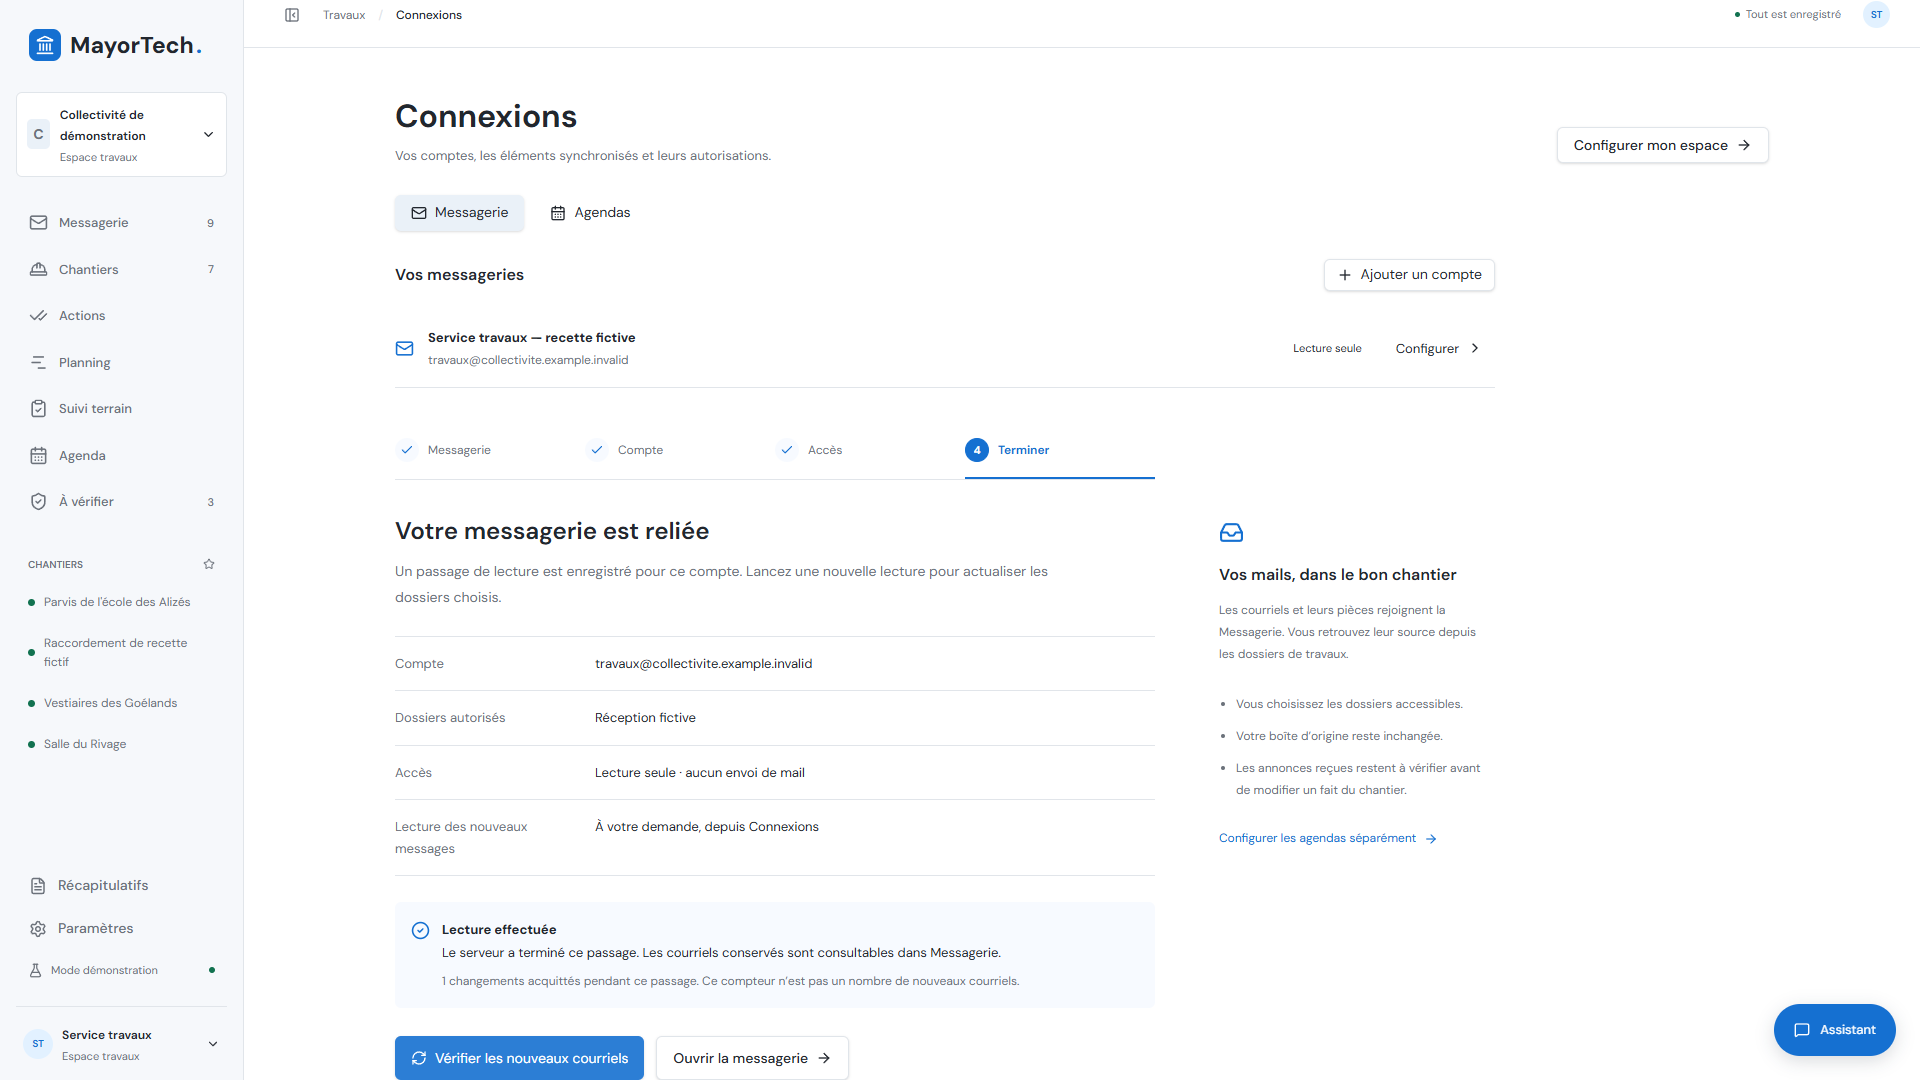 MayorTech.
C
Collectivité de
démonstration
Espace travaux
Messagerie 9
Chantiers 7
Actions
Planning
Suivi terrain
Agenda
À vérifier 3
CHANTIERS
Parvis de l'école des Alizés
Raccordement de recette
fictif
Vestiaires des Goélands
Salle du Rivage
Récapitulatifs
Paramètres
Mode démonstration
ST
Service travaux
Espace travaux
Travaux / Connexions
Tout est enregistré
ST
Connexions
Vos comptes, les éléments synchronisés et leurs autorisations.
Configurer mon espace
Messagerie
Agendas
Vos messageries
Ajouter un compte
Service travaux — recette fictive
travaux@collectivite.example.invalid
Lecture seule
Configurer
Messagerie
Compte
Accès
4 Terminer
Votre messagerie est reliée
Un passage de lecture est enregistré pour ce compte. Lancez une nouvelle lecture pour actualiser les
dossiers choisis.
Compte travaux@collectivite.example.invalid
Dossiers autorisés Réception fictive
Accès Lecture seule · aucun envoi de mail
Lecture des nouveaux À votre demande, depuis Connexions
messages
Lecture effectuée
Le serveur a terminé ce passage. Les courriels conservés sont consultables dans Messagerie.
1 changements acquittés pendant ce passage. Ce compteur n’est pas un nombre de nouveaux courriels.
Vérifier les nouveaux courriels
Ouvrir la messagerie
Vos mails, dans le bon chantier
Les courriels et leurs pièces rejoignent la
Messagerie. Vous retrouvez leur source depuis
les dossiers de travaux.
• Vous choisissez les dossiers accessibles.
• Votre boîte d’origine reste inchangée.
• Les annonces reçues restent à vérifier avant
de modifier un fait du chantier.
Configurer les agendas séparément
Assistant